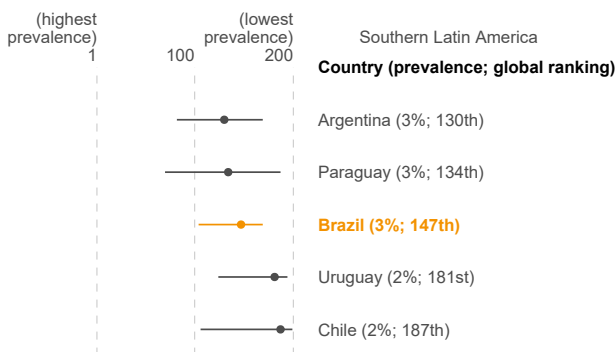 (highest prevalence)
1
100
(lowest prevalence)
200
Southern Latin America
Country (prevalence; global ranking)
Argentina (3%; 130th)
Paraguay (3%; 134th)
Brazil (3%; 147th)
Uruguay (2%; 181st)
Chile (2%; 187th)